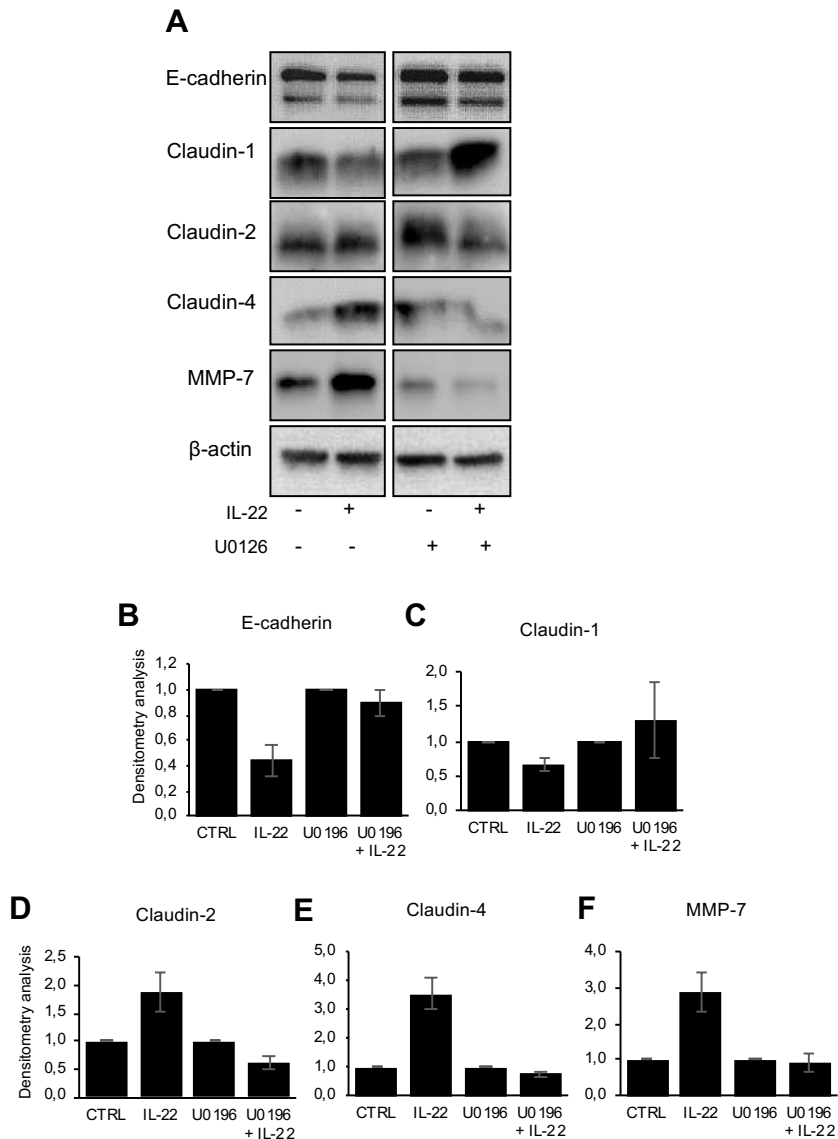 A
E-cadherin
Claudin-1
Claudin-2
Claudin-4
MMP-7
β-actin
IL-22 - + - +
U0126 - - + +
B
E-cadherin
Densitometry analysis
1,2
1,0
0,8
0,6
0,4
0,2
0,0
CTRL IL-22 U0196 U0196
+ IL-22
C
Claudin-1
2,0
1,5
1,0
0,5
0,0
CTRL IL-22 U0196 U0196
+ IL-22
D
Claudin-2
Densitometry analysis
2,5
2,0
1,5
1,0
0,5
0,0
CTRL IL-22 U0196 U0196
+ IL-22
E
Claudin-4
5,0
4,0
3,0
2,0
1,0
0,0
CTRL IL-22 U0196 U0196
+ IL-22
F
MMP-7
4,0
3,0
2,0
1,0
0,0
CTRL IL-22 U0196 U0196
+ IL-22